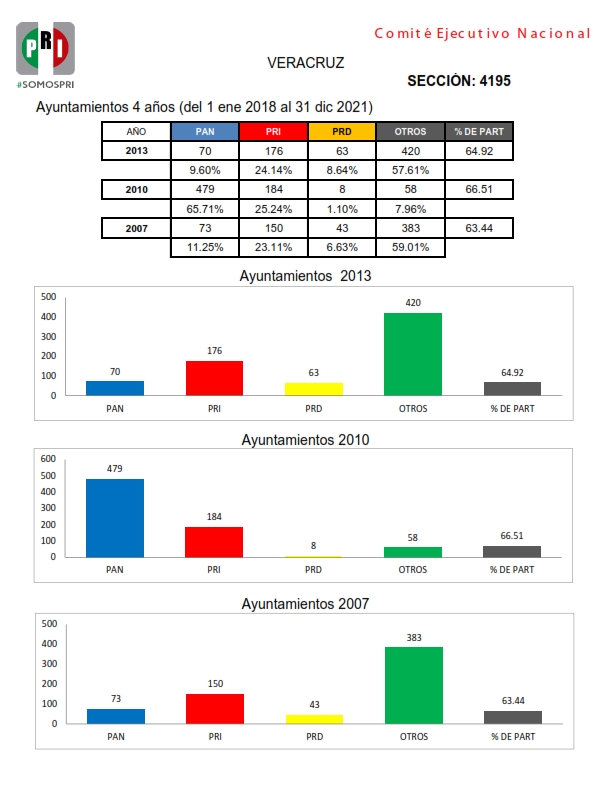 Comité Ejecutivo Nacional
PRI
#SOMOSPRI
VERACRUZ
SECCIÓN: 4195
Ayuntamientos 4 años (del 1 ene 2018 al 31 dic 2021)
AÑO PAN PRI PRD OTROS % DE PART
2013 70 176 63 420 64.92
9.60% 24.14% 8.64% 57.61%
2010 479 184 8 58 66.51
65.71% 25.24% 1.10% 7.96%
2007 73 150 43 383 63.44
11.25% 23.11% 6.63% 59.01%
Ayuntamientos 2013
500
400
300
200
100
0
70 176 63 420 64.92
PAN PRI PRD OTROS % DE PART
Ayuntamientos 2010
600
500
400
300
200
100
0
479 184 8 58 66.51
PAN PRI PRD OTROS % DE PART
Ayuntamientos 2007
500
400
300
200
100
0
73 150 43 383 63.44
PAN PRI PRD OTROS % DE PART